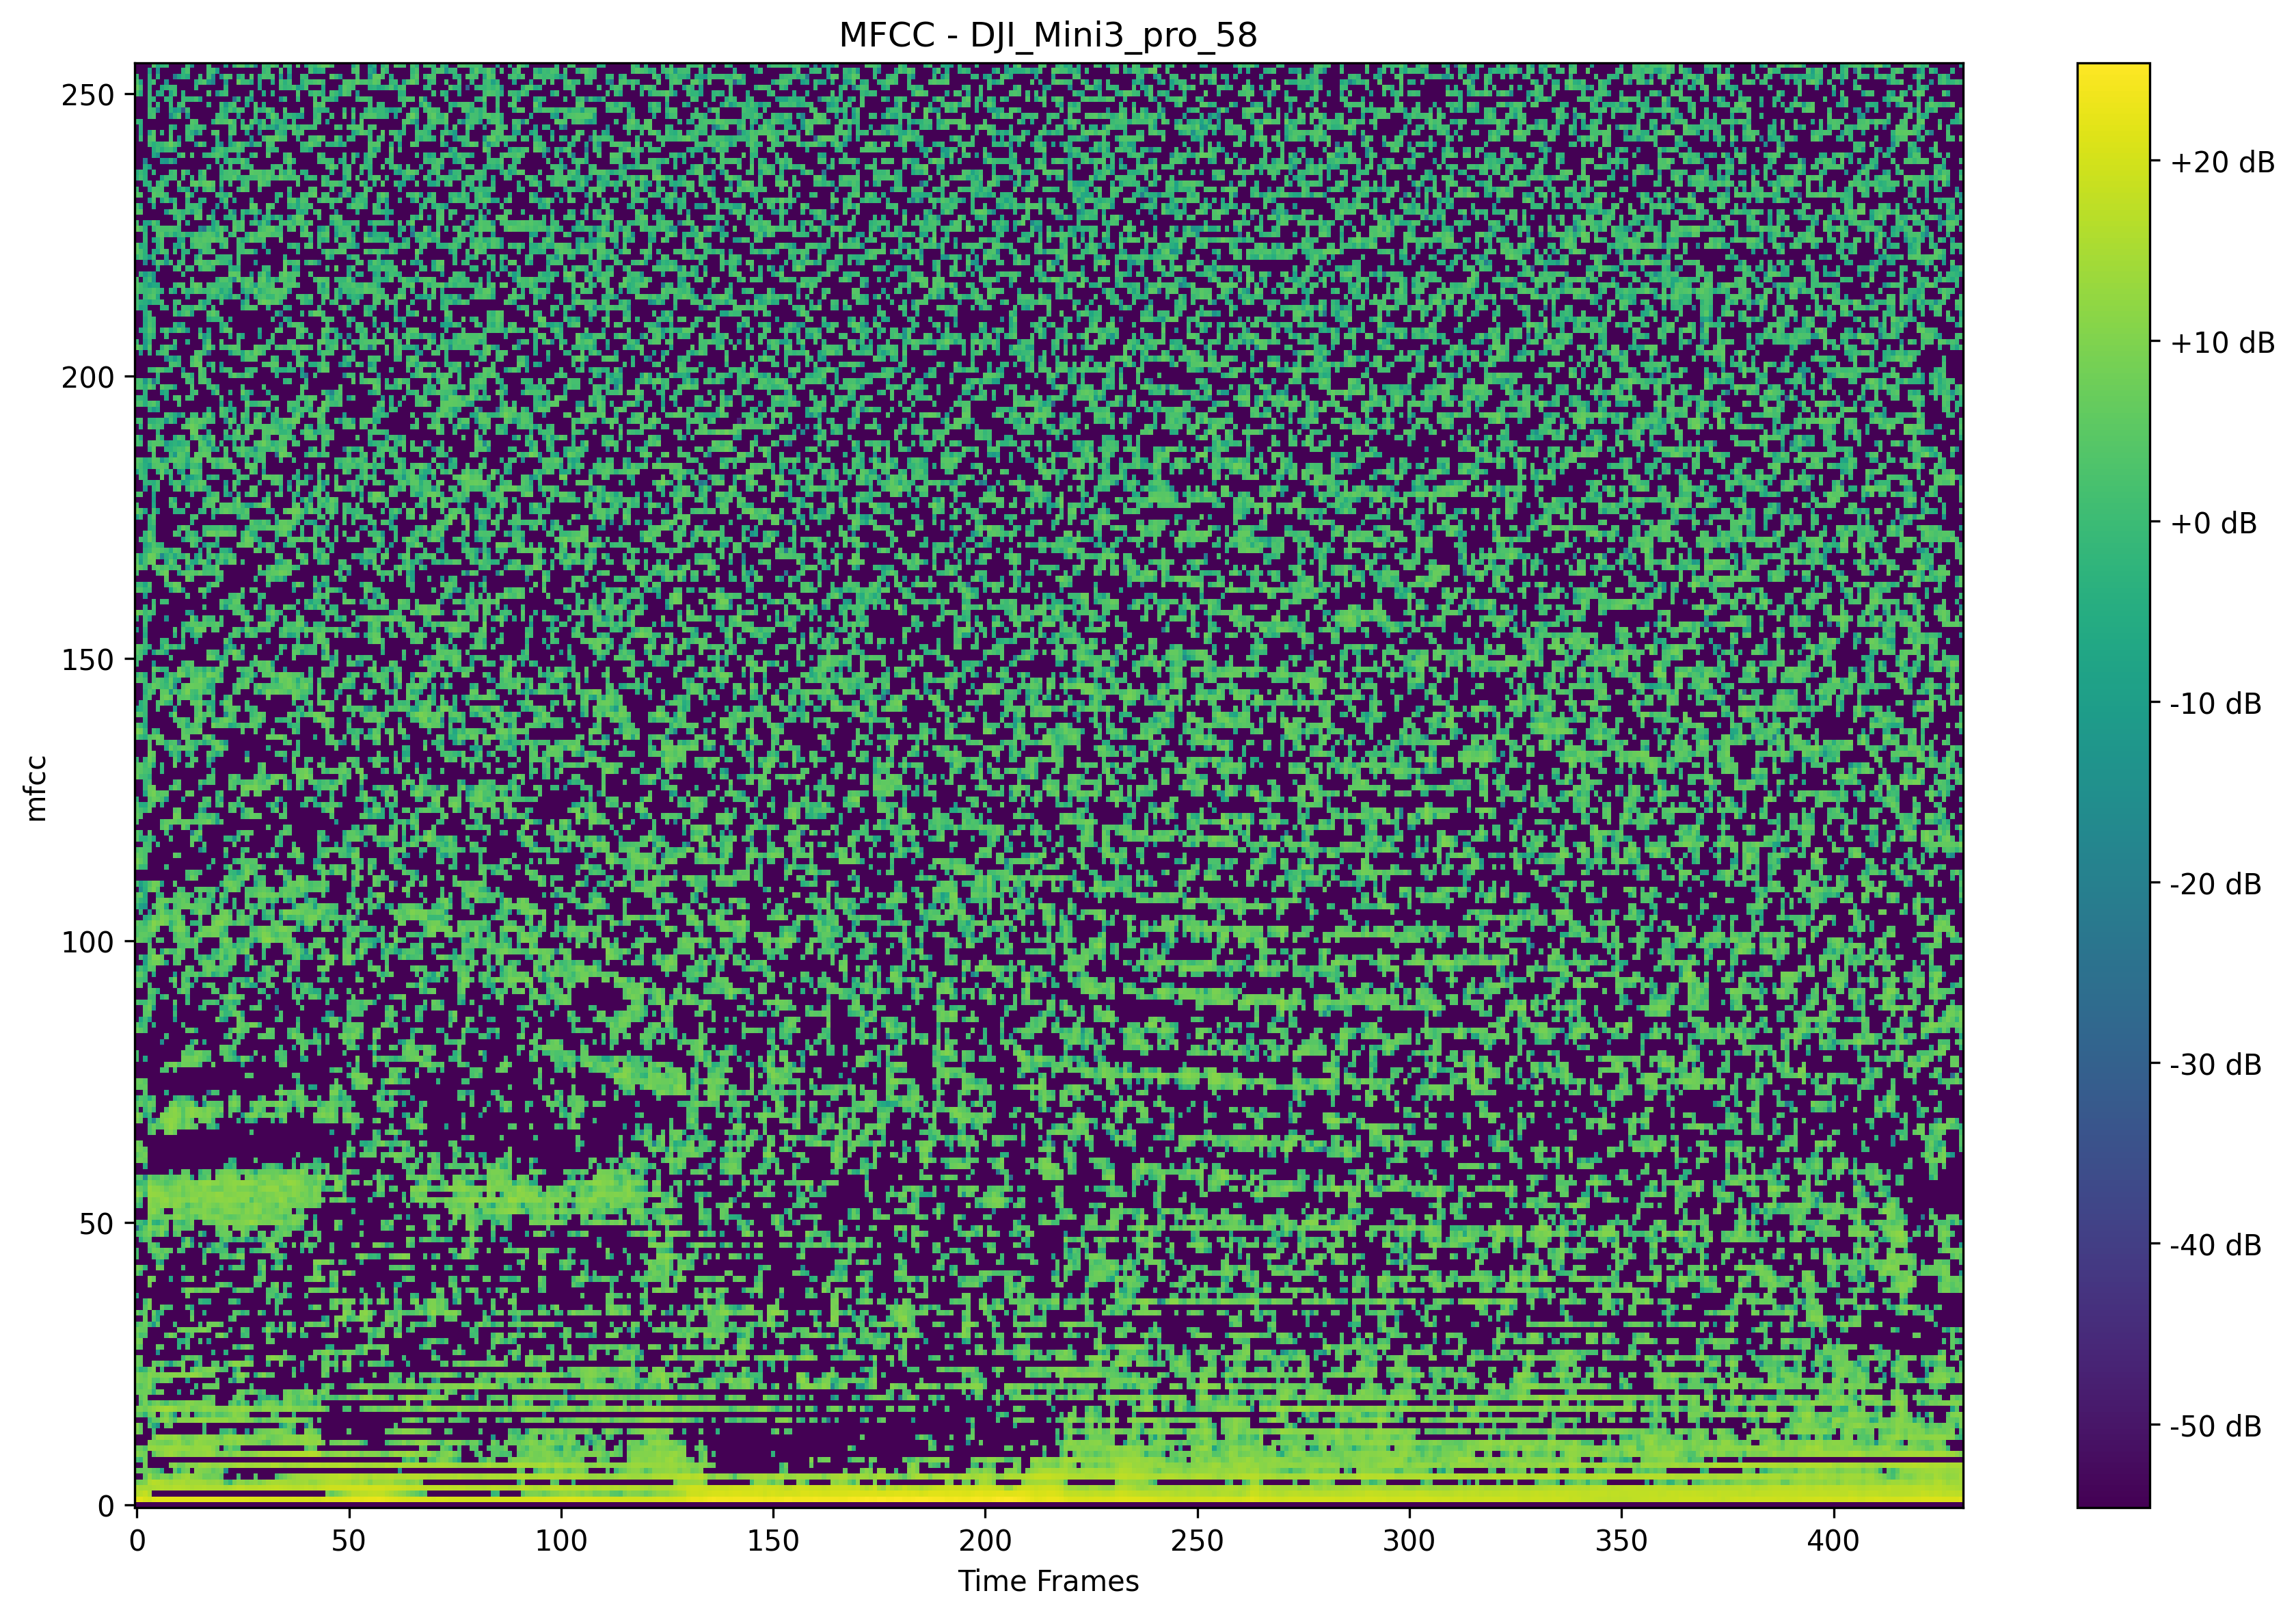 MFCC - DJI_Mini3_pro_58
250
200
150
100
50
0
mfcc
0 50 100 150 200 250 300 350 400
Time Frames
+20 dB
+10 dB
+0 dB
-10 dB
-20 dB
-30 dB
-40 dB
-50 dB